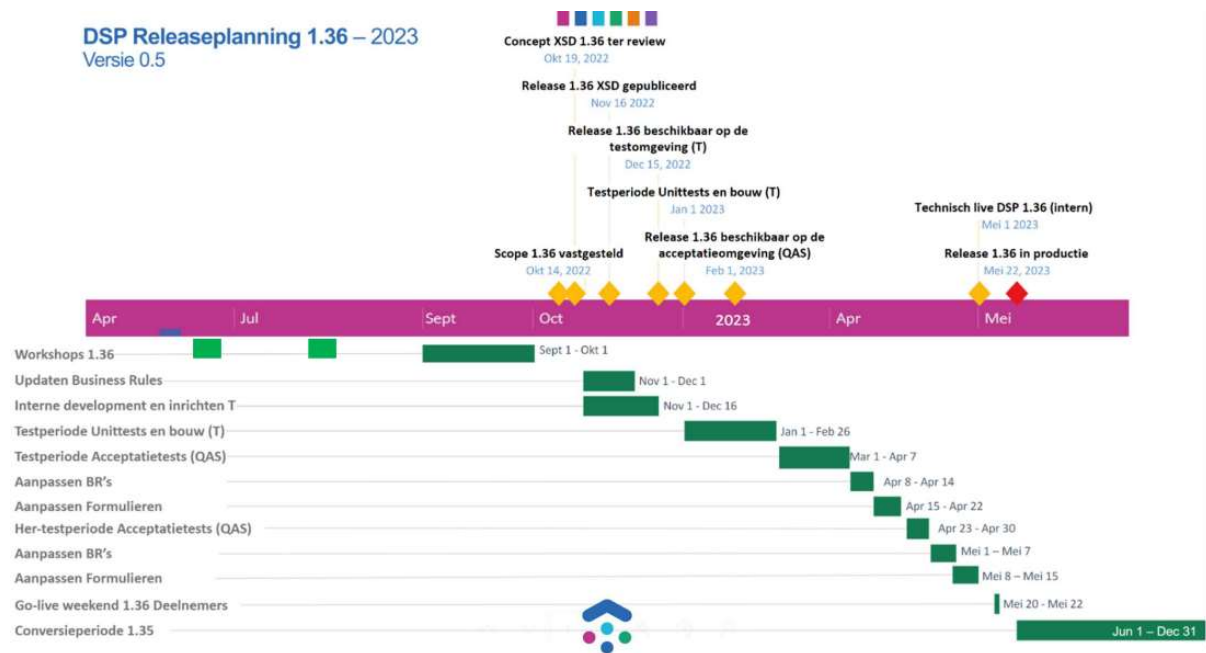 DSP Releaseplanning 1.36 – 2023
Versie 0.5
Concept XSD 1.36 ter review
Okt 19, 2022
Release 1.36 XSD gepubliceerd
Nov 16 2022
Release 1.36 beschikbaar op de
testomgeving (T)
Dec 15, 2022
Testperiode Unittests en bouw (T)
Jan 1 2023
Technisch live DSP 1.36 (intern)
Mei 1 2023
Scope 1.36 vastgesteld
Okt 14, 2022
Release 1.36 beschikbaar op de
acceptatieomgeving (QAS)
Feb 1, 2023
Release 1.36 in productie
Mei 22, 2023
Apr Jul Sept Oct 2023 Apr Mei
Workshops 1.36 Sept 1 - Okt 1
Updaten Business Rules Nov 1 - Dec 1
Interne development en inrichten T Nov 1 - Dec 16
Testperiode Unittests en bouw (T) Jan 1 - Feb 26
Testperiode Acceptatietests (QAS) Mar 1 - Apr 7
Aanpassen BR's Apr 8 - Apr 14
Aanpassen Formulieren Apr 15 - Apr 22
Her-testperiode Acceptatietests (QAS) Apr 23 - Apr 30
Aanpassen BR's Mei 1 – Mei 7
Aanpassen Formulieren Mei 8 – Mei 15
Go-live weekend 1.36 Deelnemers Mei 20 - Mei 22
Conversieperiode 1.35 Jun 1 – Dec 31